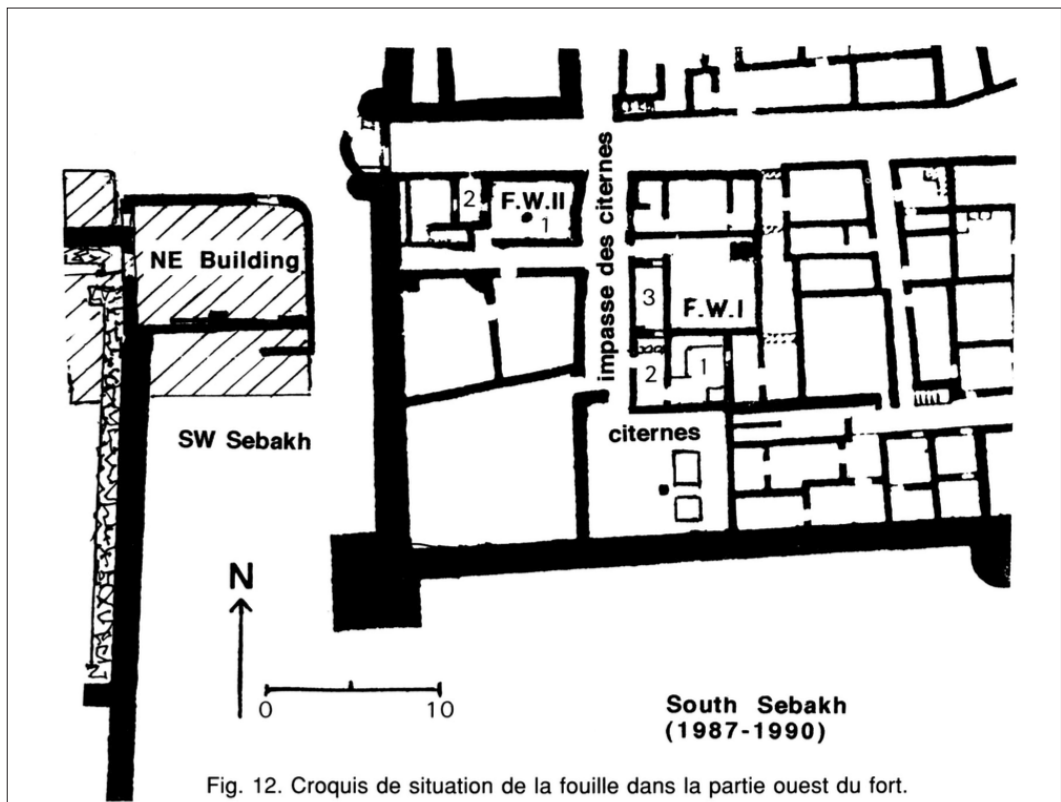 impasse des citernes
2
F.W.II
1
NE Building
3
F.W.I
1
2
SW Sebakh
citernes
N
0 10
South Sebakh
(1987-1990)
Fig. 12. Croquis de situation de la fouille dans la partie ouest du fort.